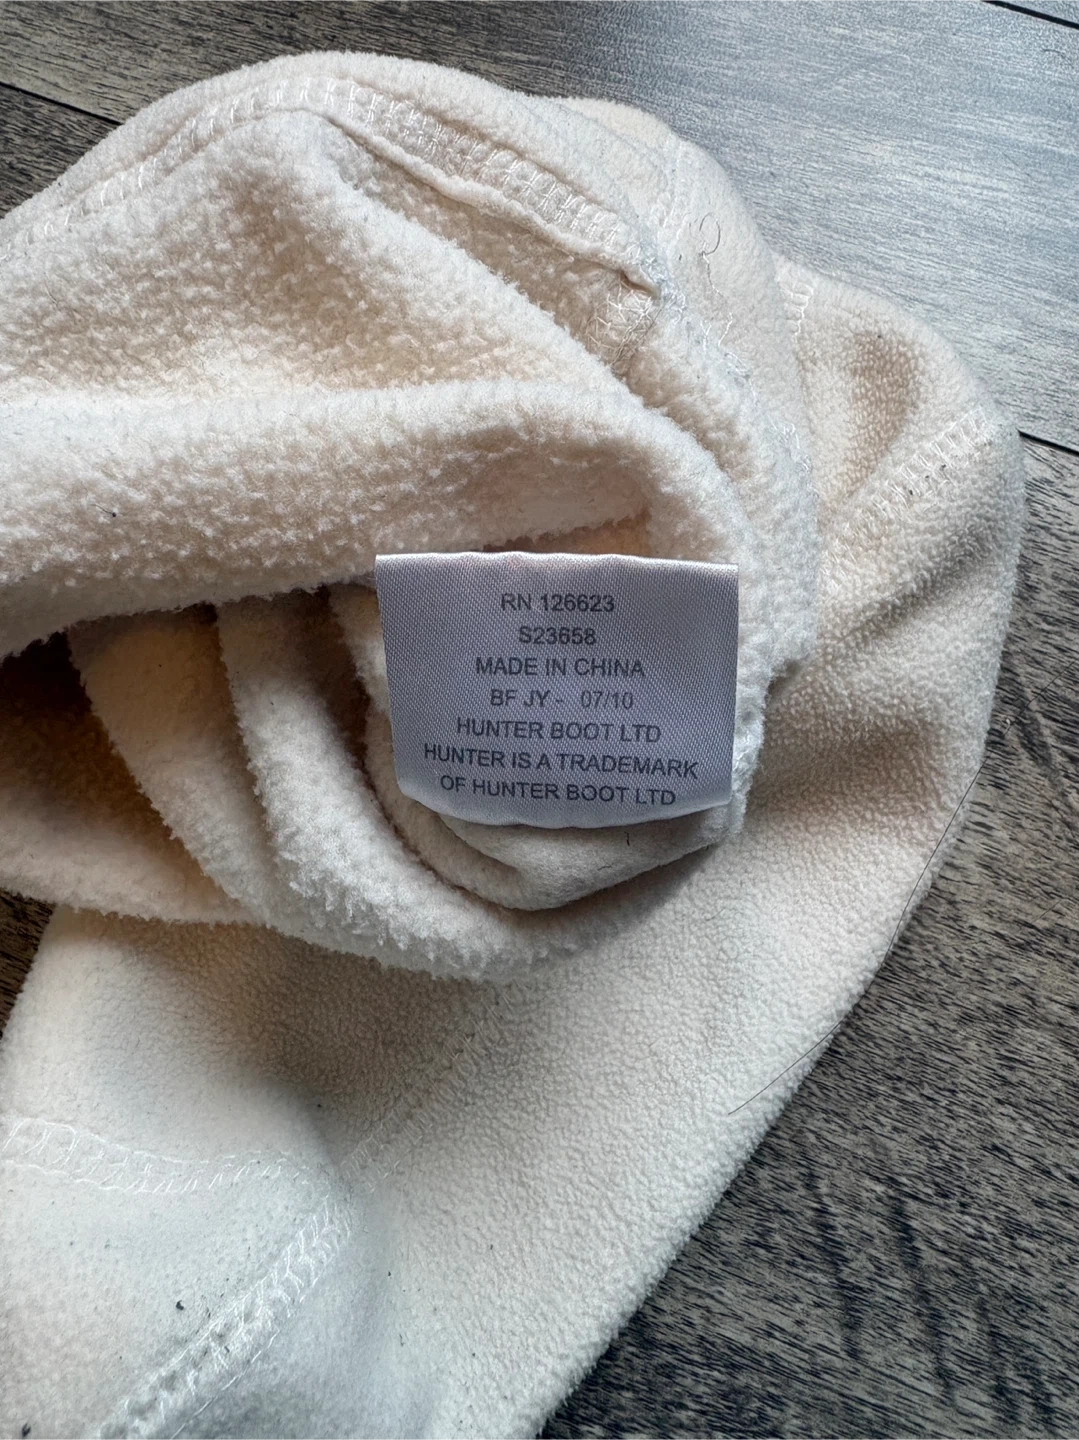 RN 126623
S23658
MADE IN CHINA
BF JY - 07/10
HUNTER BOOT LTD
HUNTER IS A TRADEMARK
OF HUNTER BOOT LTD